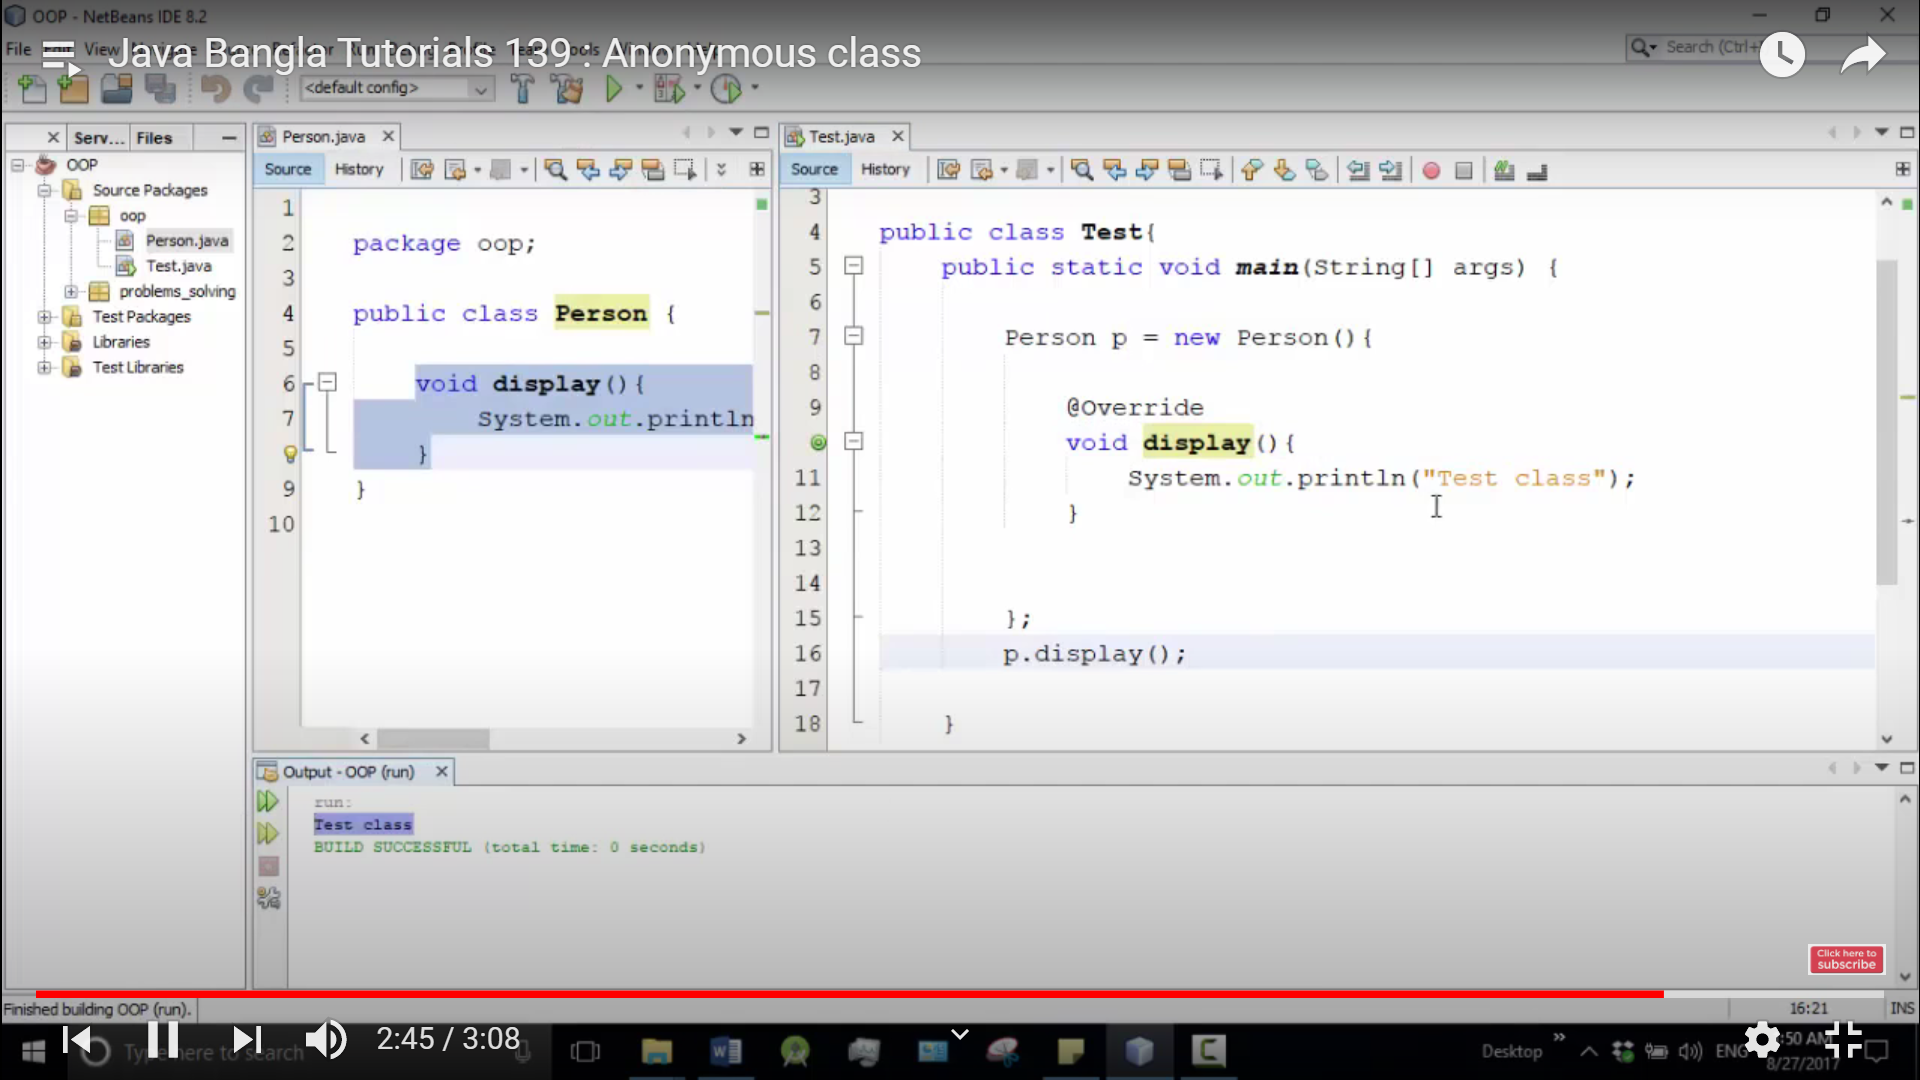 OOP - NetBeans IDE 8.2
Java Bangla Tutorials 139 : Anonymous class
File View
Search (Ctrl+
<default config>
Serv... Files
OOP
Source Packages
oop
Person.java
Test.java
problems_solving
Test Packages
Libraries
Test Libraries
Person.java
Source History
1
2 package oop;
3
4 public class Person {
5
6 void display(){
7 System.out.println
}
9 }
10
Test.java
Source History
3
4 public class Test{
5 public static void main(String[] args) {
6
7 Person p = new Person(){
8
9 @Override
void display(){
11 System.out.println("Test class");
12 }
13
14
15 };
16 p.display();
17
18 }
Output - OOP (run)
run:
Test class
BUILD SUCCESSFUL (total time: 0 seconds)
Click here to
subscribe
Finished building OOP (run).
16:21 INS
2:45 / 3:08
Type here to search
Desktop
ENG
:50 AM
8/27/2017